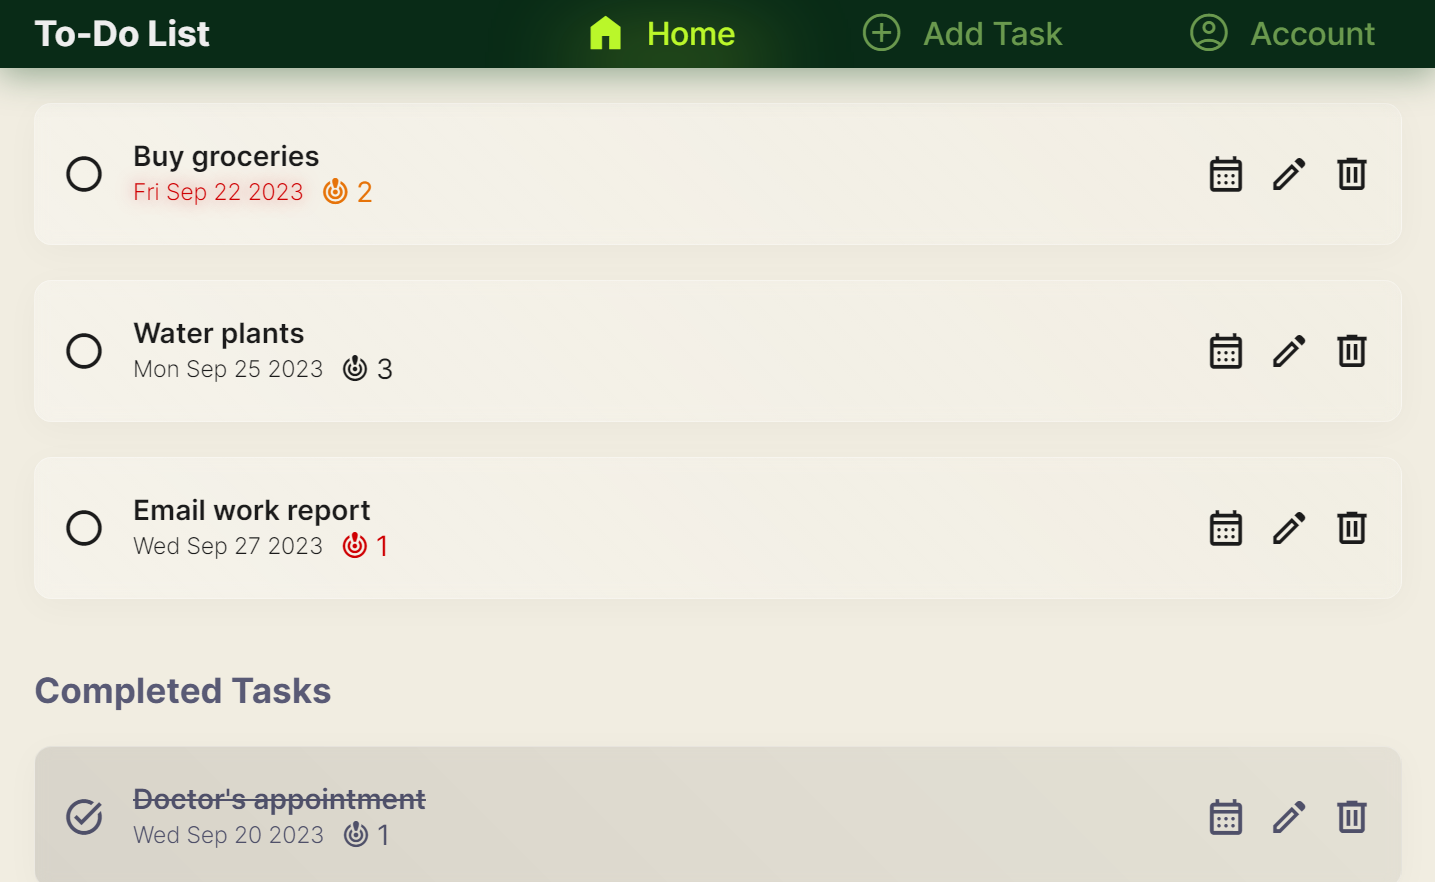 To-Do List
Home
Add Task
Account
Buy groceries
Fri Sep 22 2023 2
Water plants
Mon Sep 25 2023 3
Email work report
Wed Sep 27 2023 1
Completed Tasks
Doctor's appointment
Wed Sep 20 2023 1